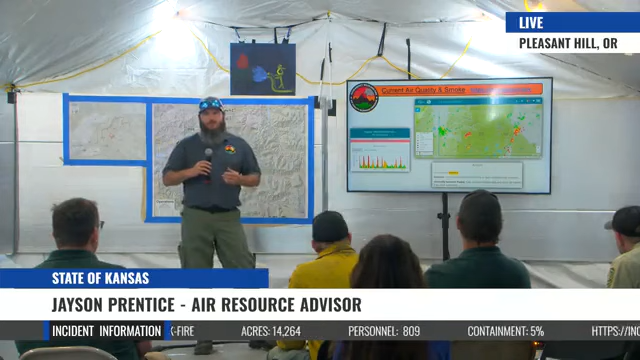 LIVE
PLEASANT HILL, OR
Current Air Quality & Smoke
STATE OF KANSAS
JAYSON PRENTICE - AIR RESOURCE ADVISOR
INCIDENT INFORMATION
K-FIRE ACRES: 14,264 PERSONNEL: 809 CONTAINMENT: 5% HTTPS://INC